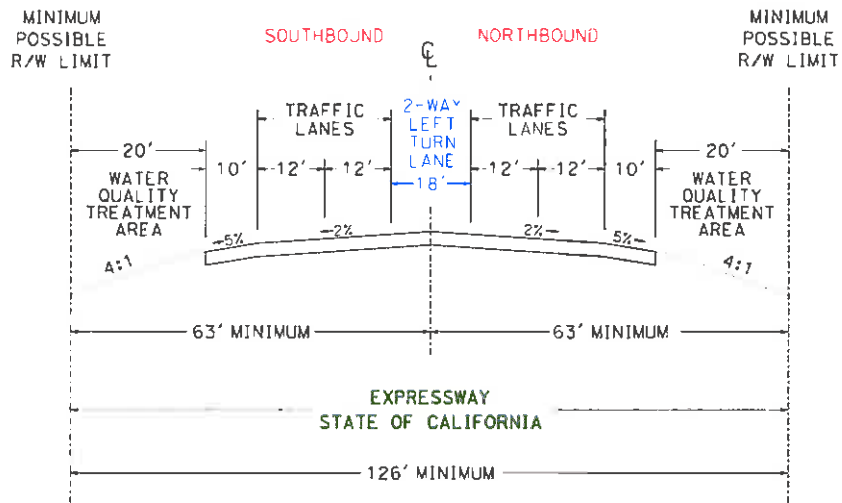 MINIMUM
POSSIBLE
R/W LIMIT
SOUTHBOUND
℄
NORTHBOUND
MINIMUM
POSSIBLE
R/W LIMIT
TRAFFIC
LANES
2-WAY
LEFT
TURN
LANE
TRAFFIC
LANES
20'
10'
12'
12'
18'
12'
12'
10'
20'
WATER
QUALITY
TREATMENT
AREA
WATER
QUALITY
TREATMENT
AREA
5%
2%
2%
5%
4:1
4:1
63' MINIMUM
63' MINIMUM
EXPRESSWAY
STATE OF CALIFORNIA
126' MINIMUM